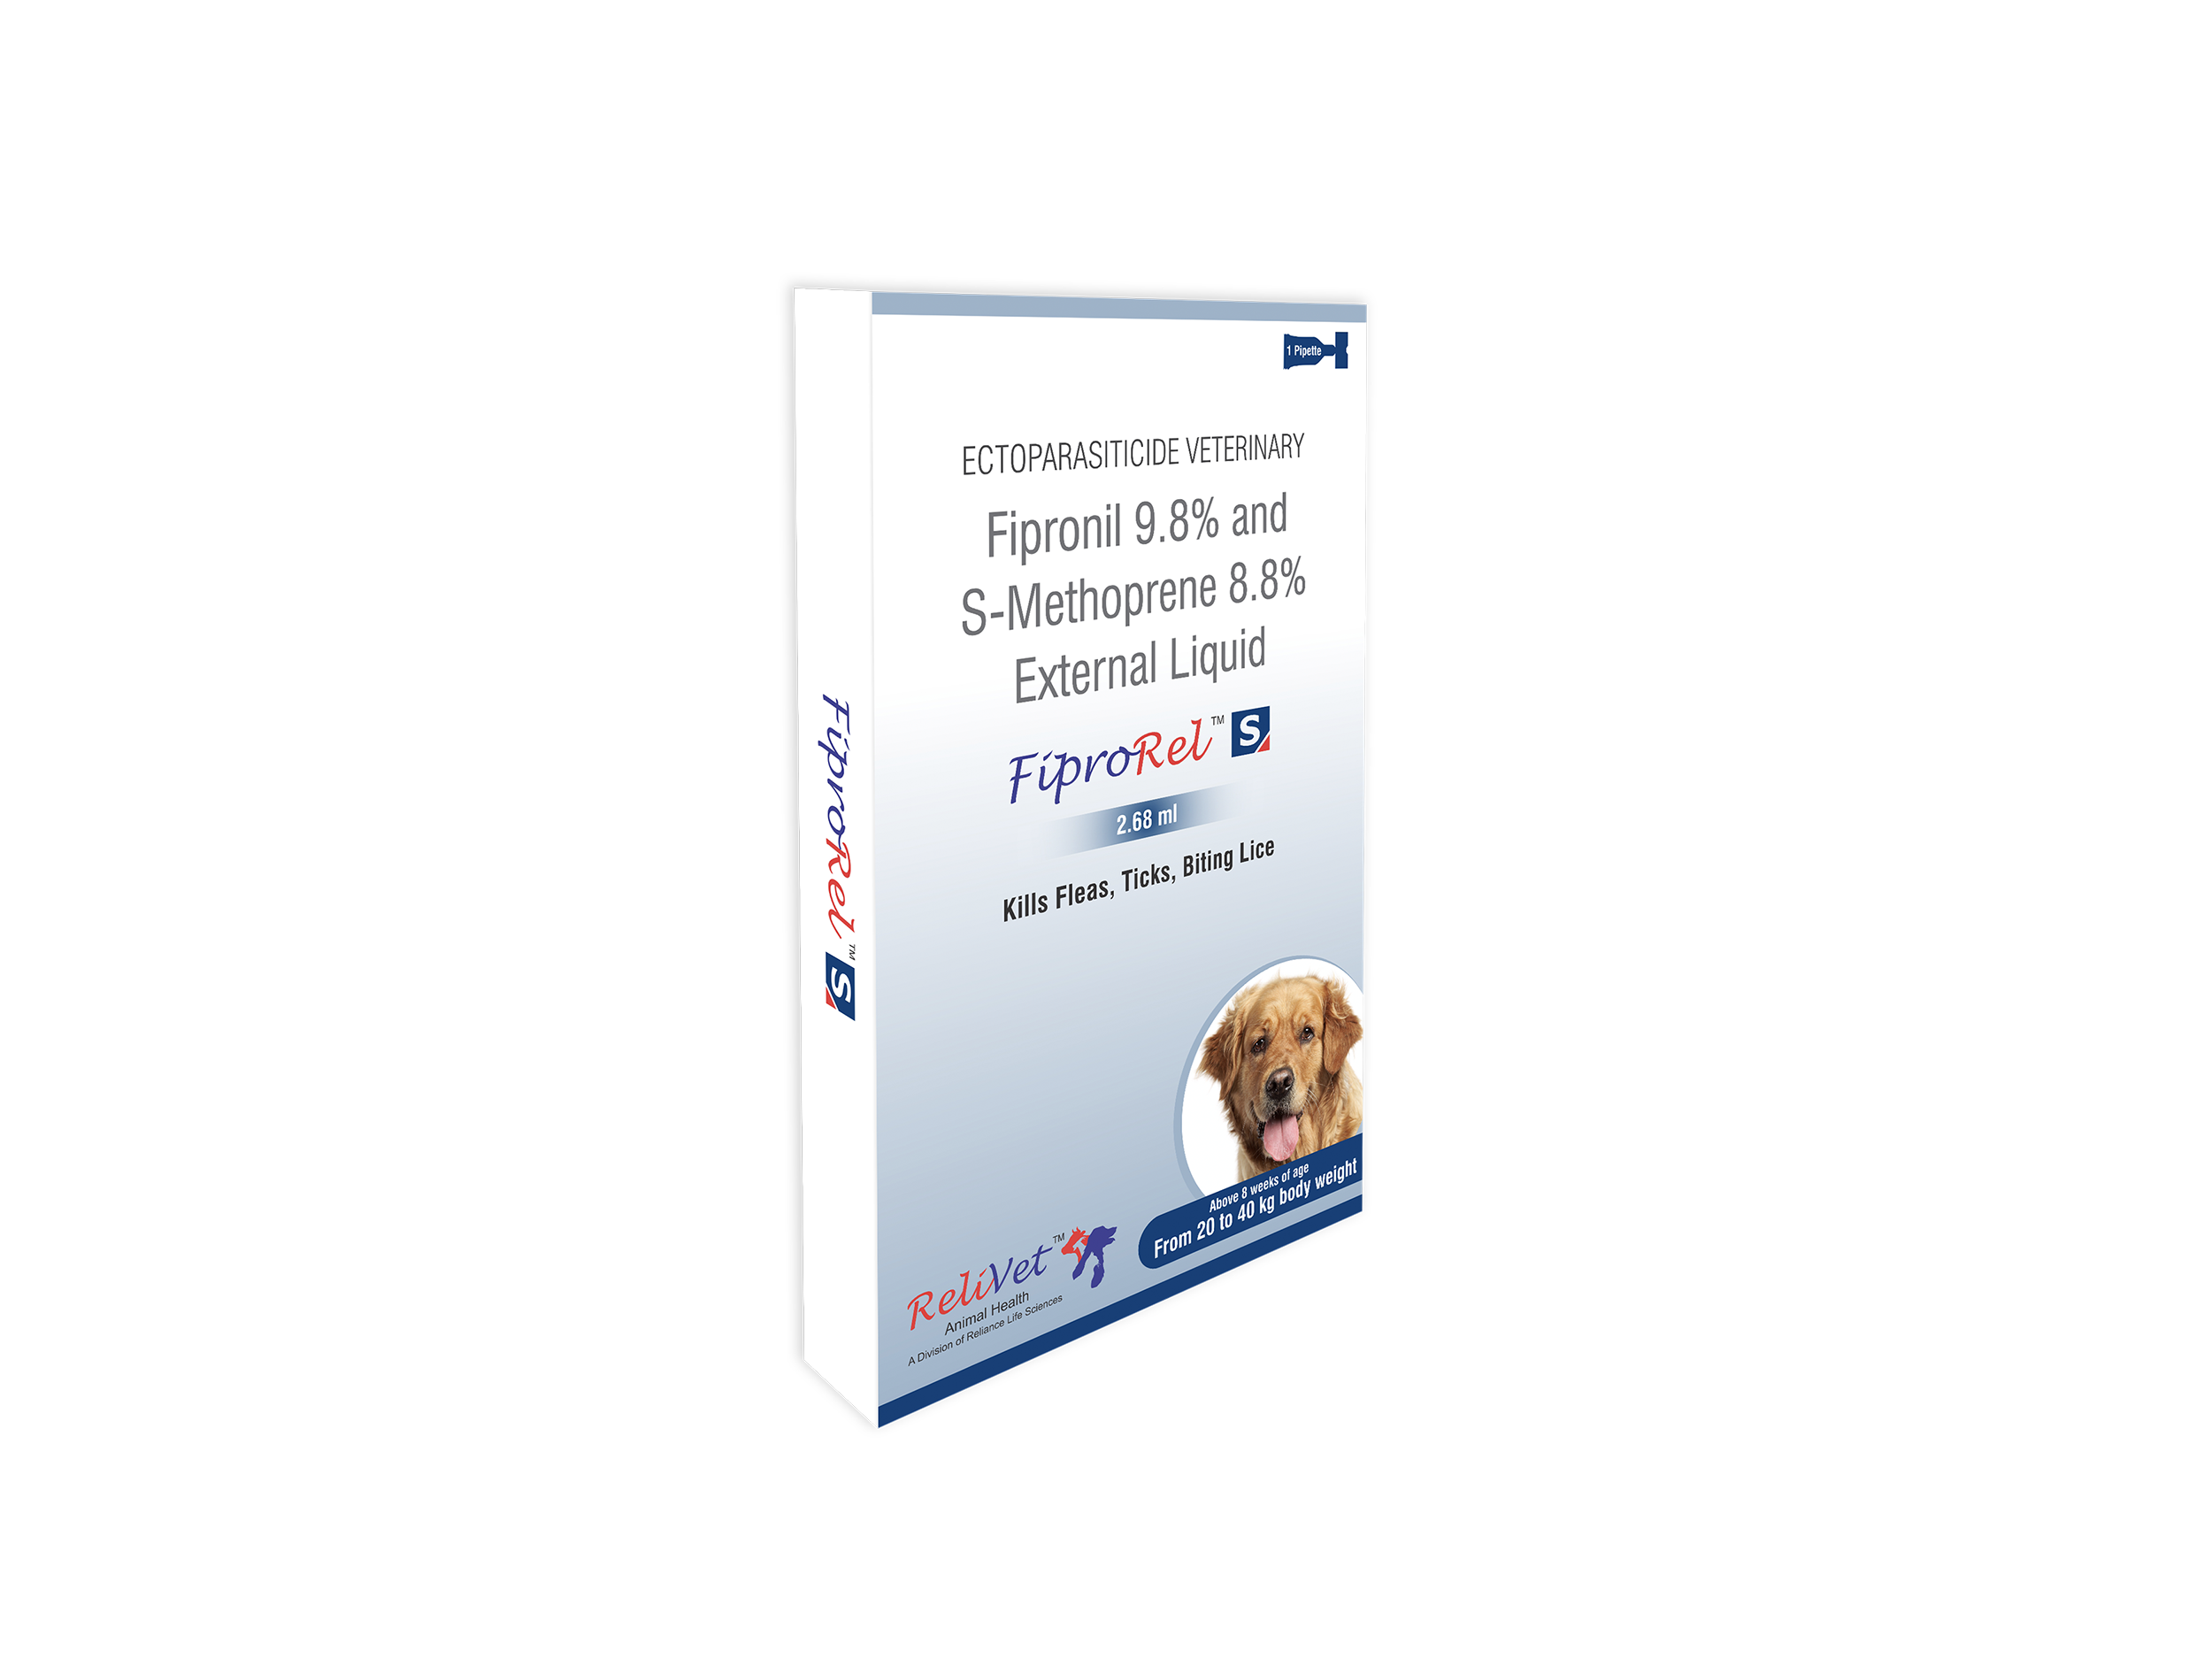 1 Pipette
ECTOPARASITICIDE VETERINARY
Fipronil 9.8% and
S-Methoprene 8.8%
External Liquid
FiproRel™ S
2.68 ml
Kills Fleas, Ticks, Biting Lice
Above 8 weeks of age
From 20 to 40 kg body weight
ReliVet™
Animal Health
A Division of Reliance Life Sciences
FiproRel™ S